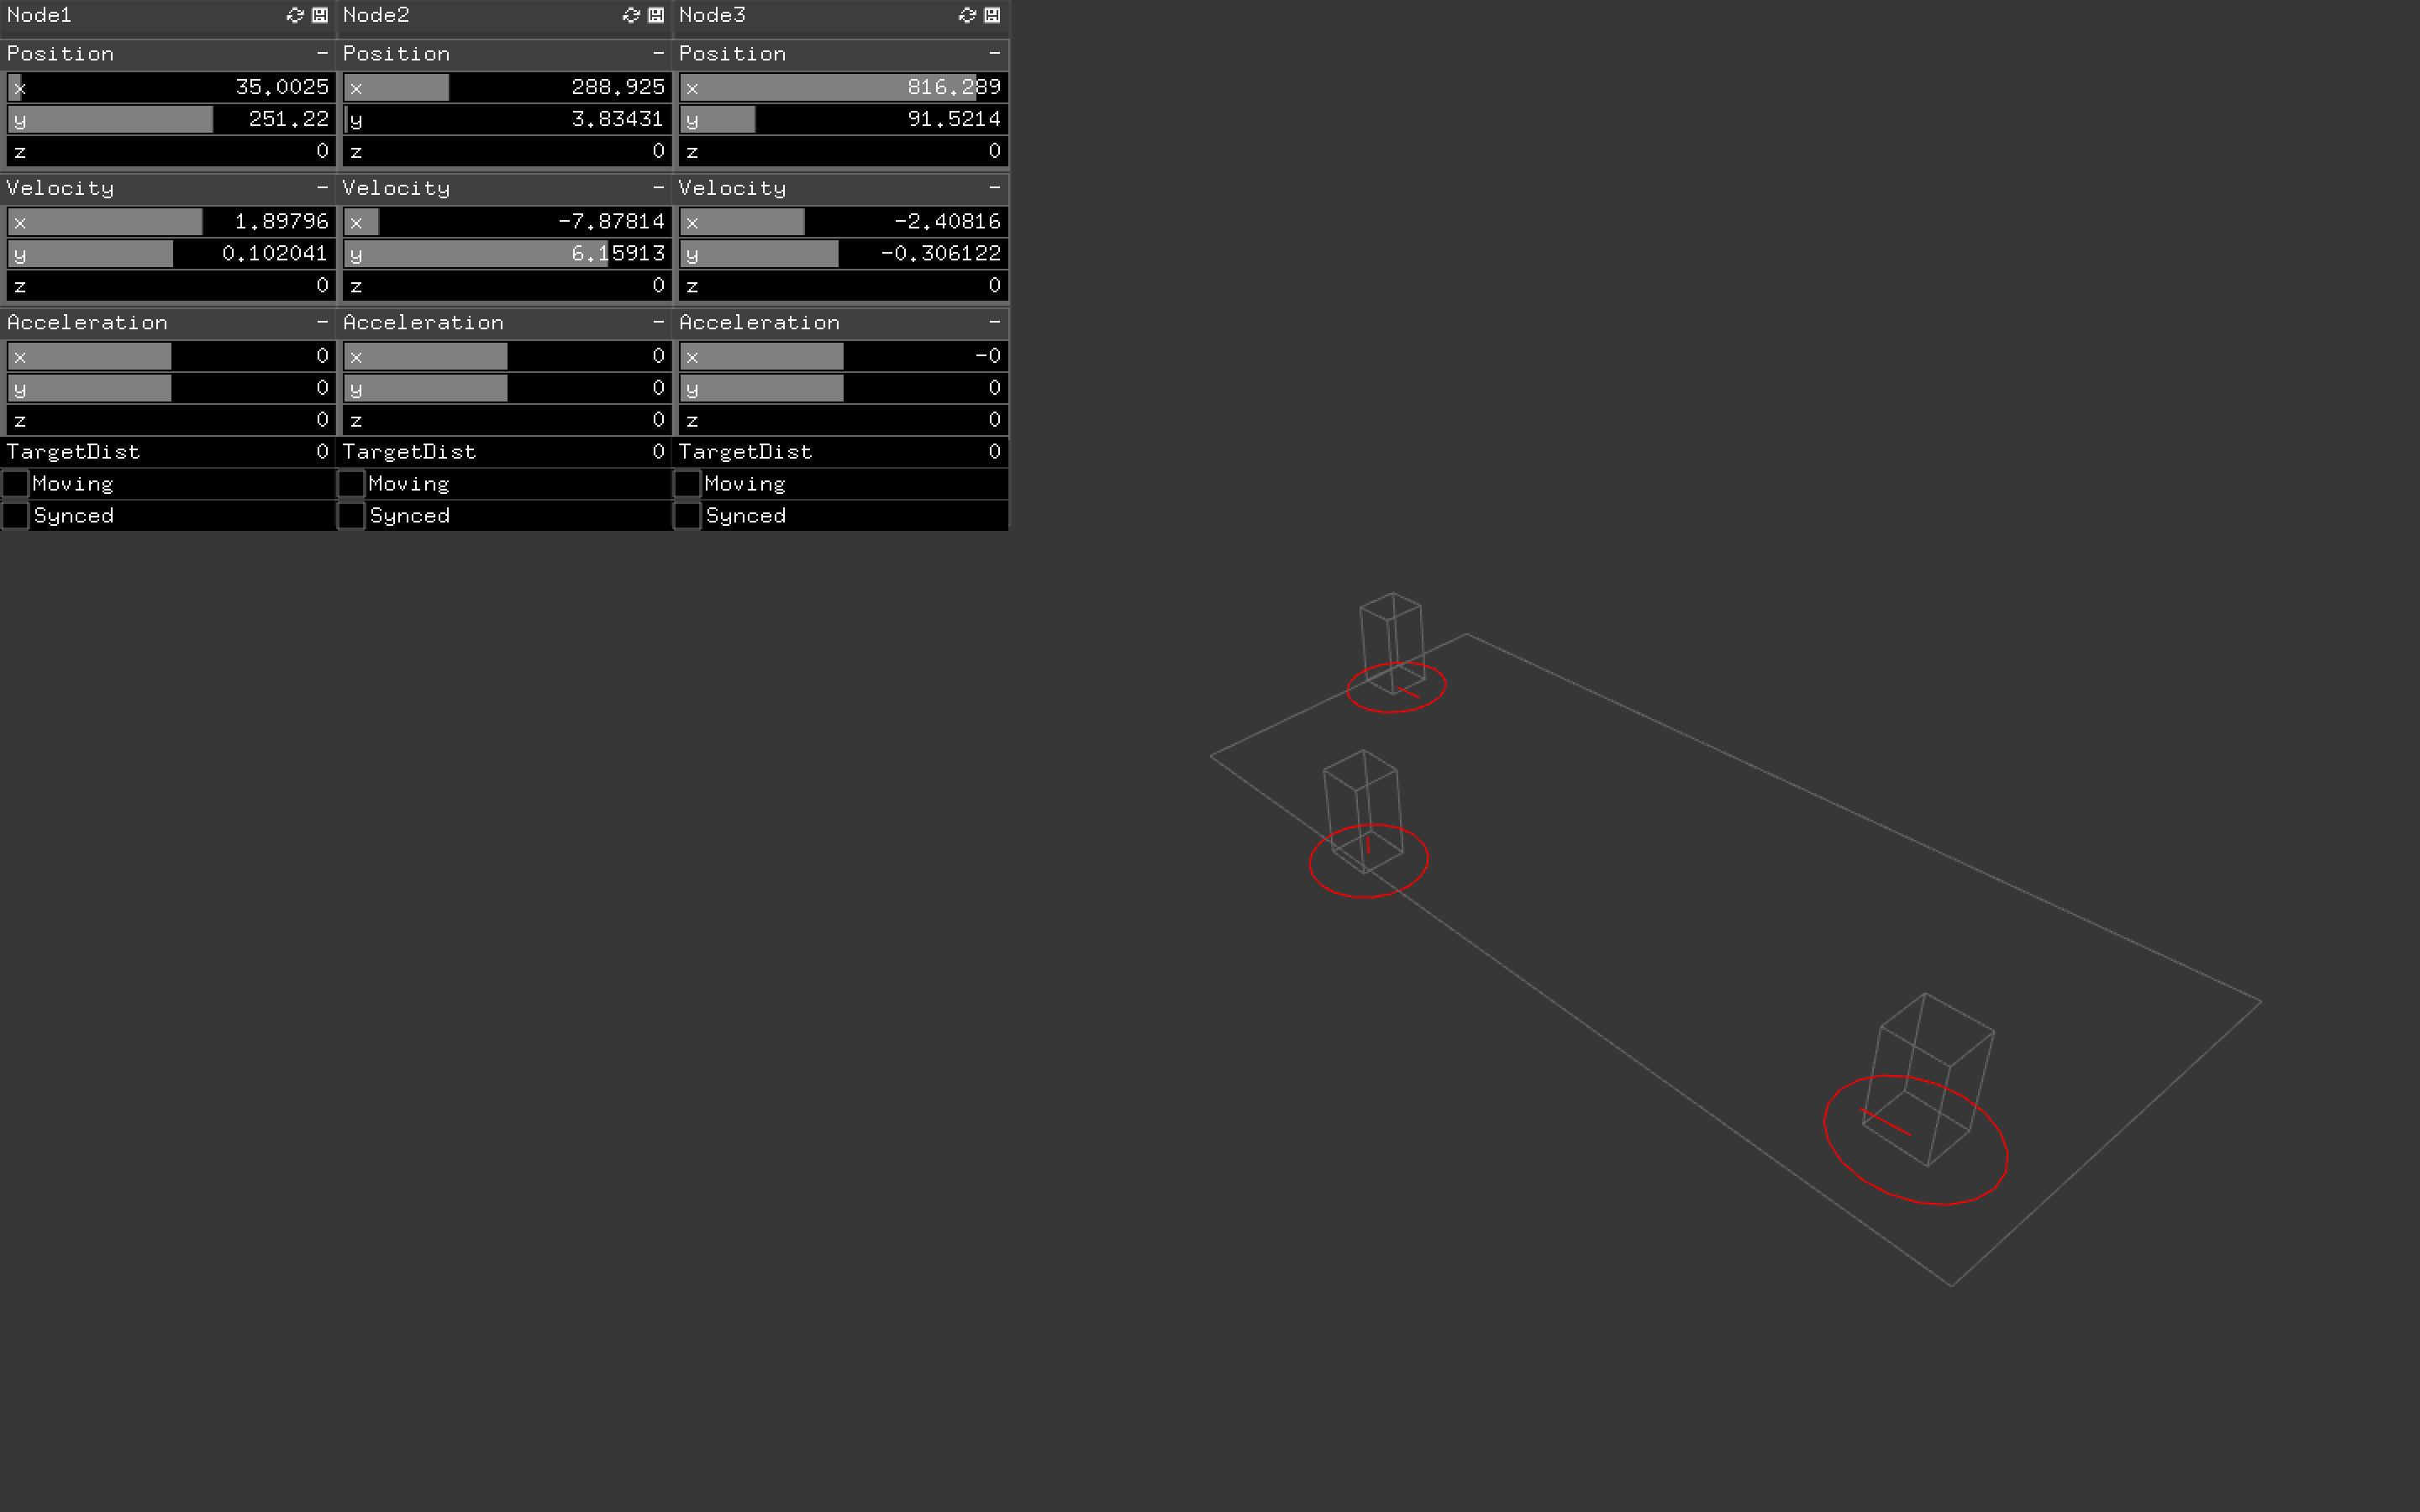 Node1 Node2 Node3
Position - Position - Position -
x 35.0025 x 288.925 x 816.289
y 251.22 y 3.83431 y 91.5214
z 0 z 0 z 0
Velocity - Velocity - Velocity -
x 1.89796 x -7.87814 x -2.40816
y 0.102041 y 6.15913 y -0.306122
z 0 z 0 z 0
Acceleration - Acceleration - Acceleration -
x 0 x 0 x -0
y 0 y 0 y 0
z 0 z 0 z 0
TargetDist 0 TargetDist 0 TargetDist 0
Moving Moving Moving
Synced Synced Synced